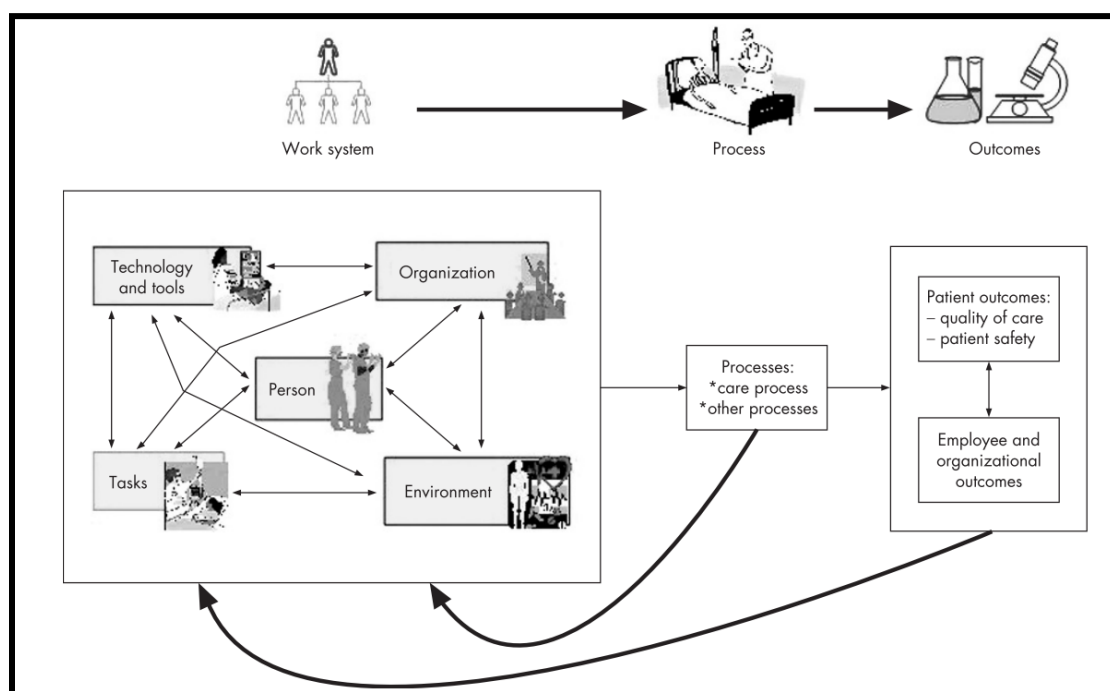 Work system
Process
Outcomes
Technology
and tools
Organization
Person
Tasks
Environment
Processes:
*care process
*other processes
Patient outcomes:
– quality of care
– patient safety
Employee and
organizational
outcomes